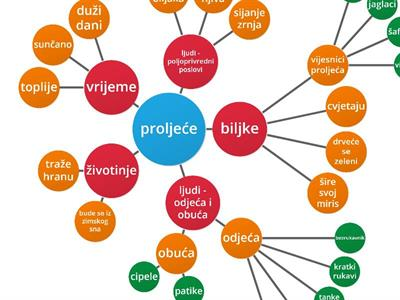 duži
dani
sunčano
toplije
vrijeme
njiva
sijanje
zrnja
ljudi -
poljoprivredni
poslovi
jaglaci
vijesnici
proljeća
proljeće
biljke
cvjetaju
drveće
se
zeleni
šire
svoj
miris
traže
hranu
životinje
bude se iz
zimskog
sna
ljudi -
odjeća i
obuća
obuća
cipele
patike
odjeća
kratki
rukavi
tanke